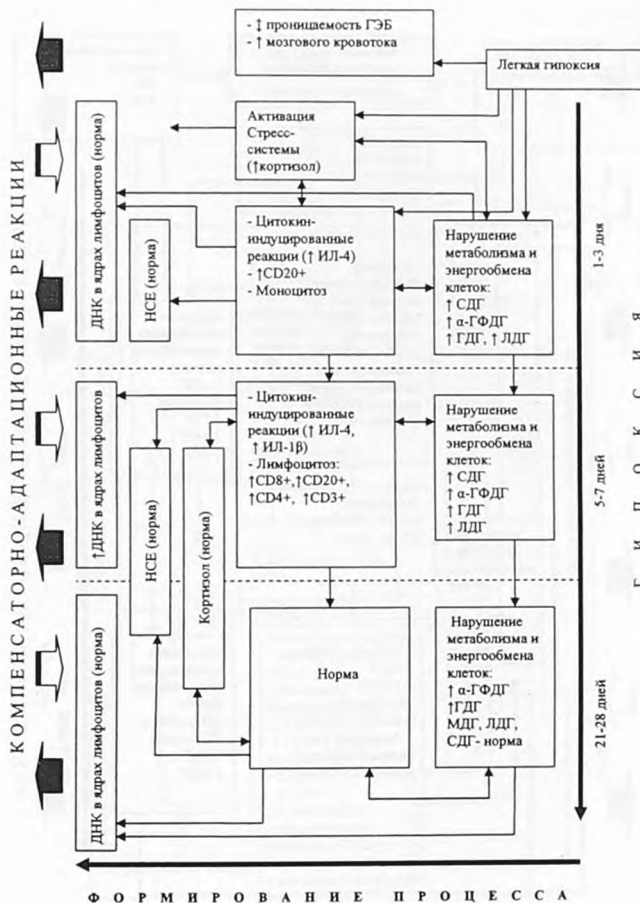 - ↕ проницаемость ГЭБ
- ↑ мозгового кровотока
Легкая гипоксия
Активация
Стресс-
системы
(↑кортизол)
КОМПЕНСАТОРНО-АДАПТАЦИОННЫЕ РЕАКЦИИ
ДНК в ядрах лимфоцитов (норма)
НСЕ (норма)
- Цитокин-
индуцированные
реакции (↑ ИЛ-4)
- ↑CD20+
- Моноцитоз
Нарушение
метаболизма и
энергообмена
клеток:
↑ СДГ
↑ α-ГФДГ
↑ ГДГ, ↑ ЛДГ
1-3 дня
↑ДНК в ядрах лимфоцитов
НСЕ (норма)
Кортизол (норма)
- Цитокин-
индуцированные
реакции (↑ ИЛ-4,
↑ ИЛ-1β)
- Лимфоцитоз:
↑CD8+,↑CD20+,
↑CD4+, ↑CD3+
Нарушение
метаболизма и
энергообмена
клеток:
↑ СДГ
↑ α-ГФДГ
↑ ГДГ
↑ ЛДГ
5-7 дней
ГИПОКСИЯ
ДНК в ядрах лимфоцитов (норма)
Норма
Нарушение
метаболизма и
энергообмена
клеток:
↑ α-ГФДГ
↑ГДГ
МДГ, ЛДГ,
СДГ- норма
21-28 дней
ФОРМИРОВАНИЕ ПРОЦЕССА